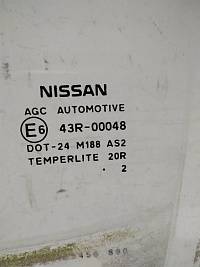 NISSAN
AGC AUTOMOTIVE
E6 43R-00048
DOT-24 M188 AS2
TEMPERLITE 20R
. 2